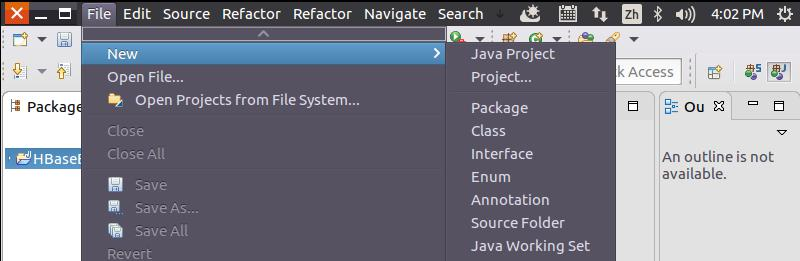 File Edit Source Refactor Refactor Navigate Search Zh 4:02 PM
New
Open File...
Open Projects from File System...
Close
Close All
Save
Save As...
Save All
Revert
Java Project
Project...
Package
Class
Interface
Enum
Annotation
Source Folder
Java Working Set
Package
HBaseE
ck Access
Ou
An outline is not
available.